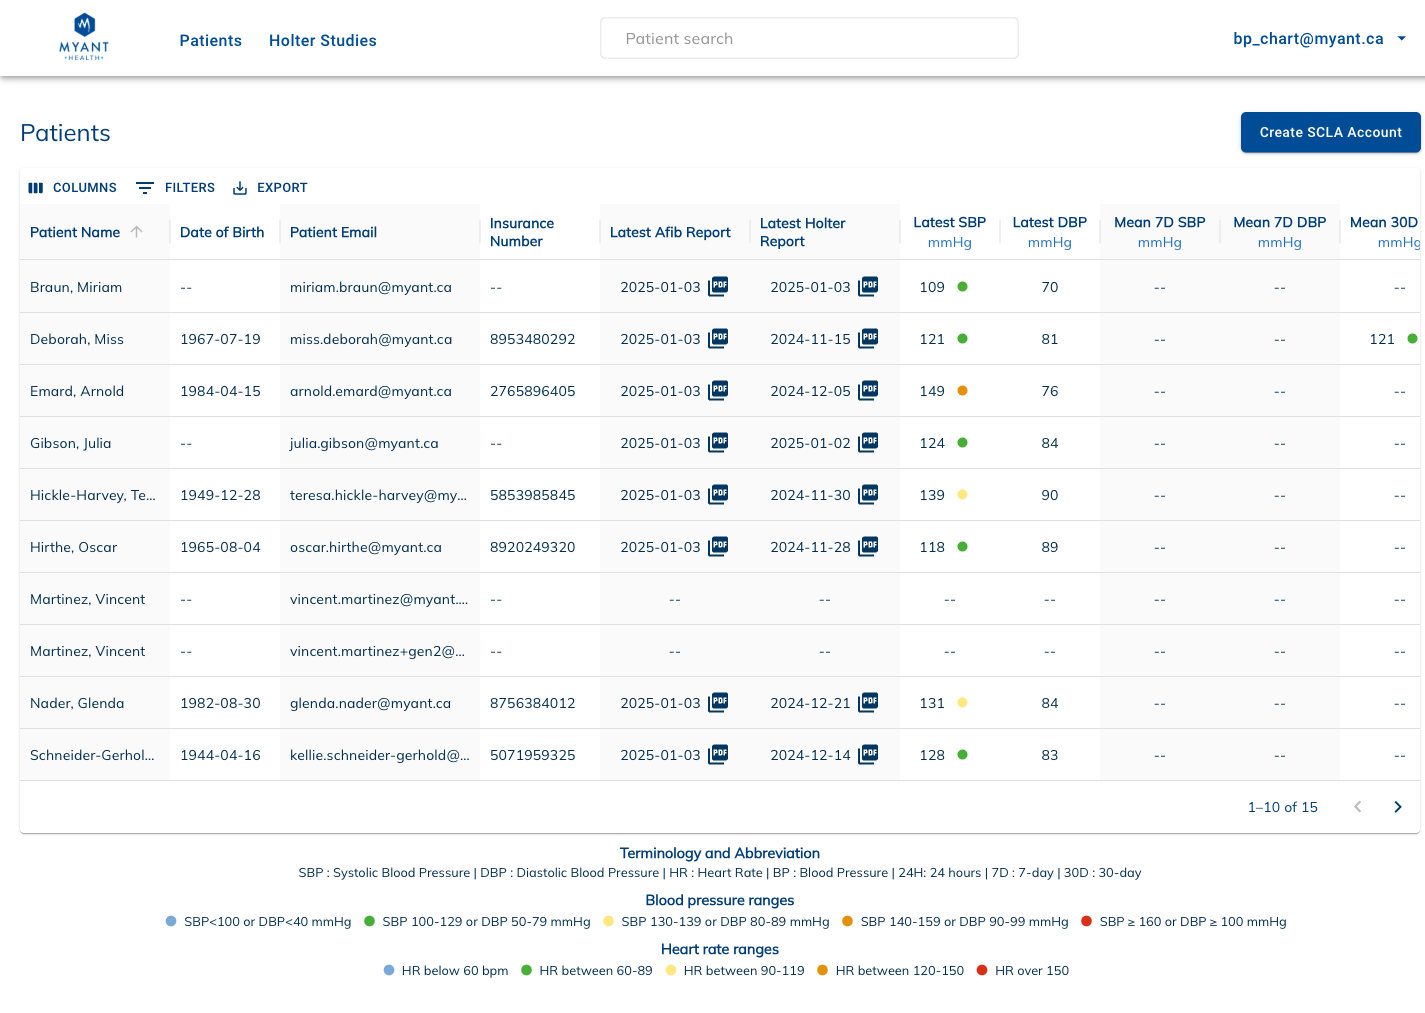 MYANT
HEALTH
Patients
Holter Studies
Patient search
bp_chart@myant.ca
Patients
Create SCLA Account
COLUMNS
FILTERS
EXPORT
Patient Name
Date of Birth
Patient Email
Insurance Number
Latest Afib Report
Latest Holter Report
Latest SBP mmHg
Latest DBP mmHg
Mean 7D SBP mmHg
Mean 7D DBP mmHg
Mean 30D mmHg
Braun, Miriam -- miriam.braun@myant.ca -- 2025-01-03 PDF 2025-01-03 PDF 109 70 -- -- --
Deborah, Miss 1967-07-19 miss.deborah@myant.ca 8953480292 2025-01-03 PDF 2024-11-15 PDF 121 81 -- -- 121
Emard, Arnold 1984-04-15 arnold.emard@myant.ca 2765896405 2025-01-03 PDF 2024-12-05 PDF 149 76 -- -- --
Gibson, Julia -- julia.gibson@myant.ca -- 2025-01-03 PDF 2025-01-02 PDF 124 84 -- -- --
Hickle-Harvey, Te... 1949-12-28 teresa.hickle-harvey@my... 5853985845 2025-01-03 PDF 2024-11-30 PDF 139 90 -- -- --
Hirthe, Oscar 1965-08-04 oscar.hirthe@myant.ca 8920249320 2025-01-03 PDF 2024-11-28 PDF 118 89 -- -- --
Martinez, Vincent -- vincent.martinez@myant.... -- -- -- -- -- -- -- --
Martinez, Vincent -- vincent.martinez+gen2@... -- -- -- -- -- -- -- --
Nader, Glenda 1982-08-30 glenda.nader@myant.ca 8756384012 2025-01-03 PDF 2024-12-21 PDF 131 84 -- -- --
Schneider-Gerhol... 1944-04-16 kellie.schneider-gerhold@... 5071959325 2025-01-03 PDF 2024-12-14 PDF 128 83 -- -- --
1–10 of 15
Terminology and Abbreviation
SBP : Systolic Blood Pressure | DBP : Diastolic Blood Pressure | HR : Heart Rate | BP : Blood Pressure | 24H: 24 hours | 7D : 7-day | 30D : 30-day
Blood pressure ranges
SBP<100 or DBP<40 mmHg SBP 100-129 or DBP 50-79 mmHg SBP 130-139 or DBP 80-89 mmHg SBP 140-159 or DBP 90-99 mmHg SBP ≥ 160 or DBP ≥ 100 mmHg
Heart rate ranges
HR below 60 bpm HR between 60-89 HR between 90-119 HR between 120-150 HR over 150